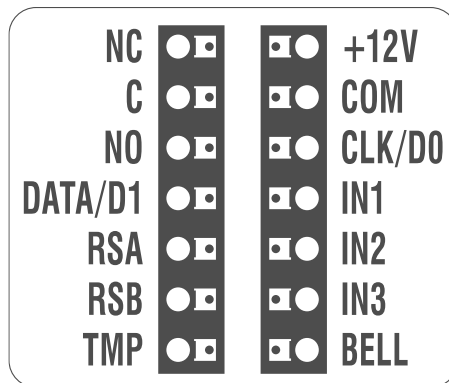 NC +12V
C COM
NO CLK/D0
DATA/D1 IN1
RSA IN2
RSB IN3
TMP BELL